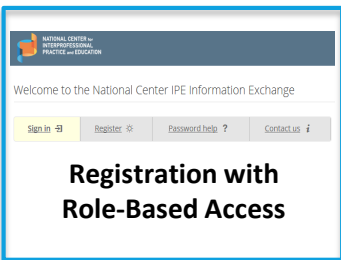 NATIONAL CENTER for
INTERPROFESSIONAL
PRACTICE and EDUCATION
Welcome to the National Center IPE Information Exchange
Sign in
Register
Password help ?
Contact us i
Registration with
Role-Based Access